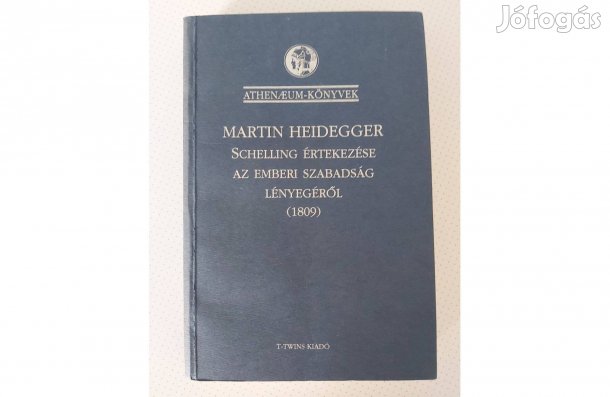 Jófogás
ATHENÆUM-KÖNYVEK
MARTIN HEIDEGGER
SCHELLING ÉRTEKEZÉSE
AZ EMBERI SZABADSÁG
LÉNYEGÉRŐL
(1809)
T-TWINS KIADÓ